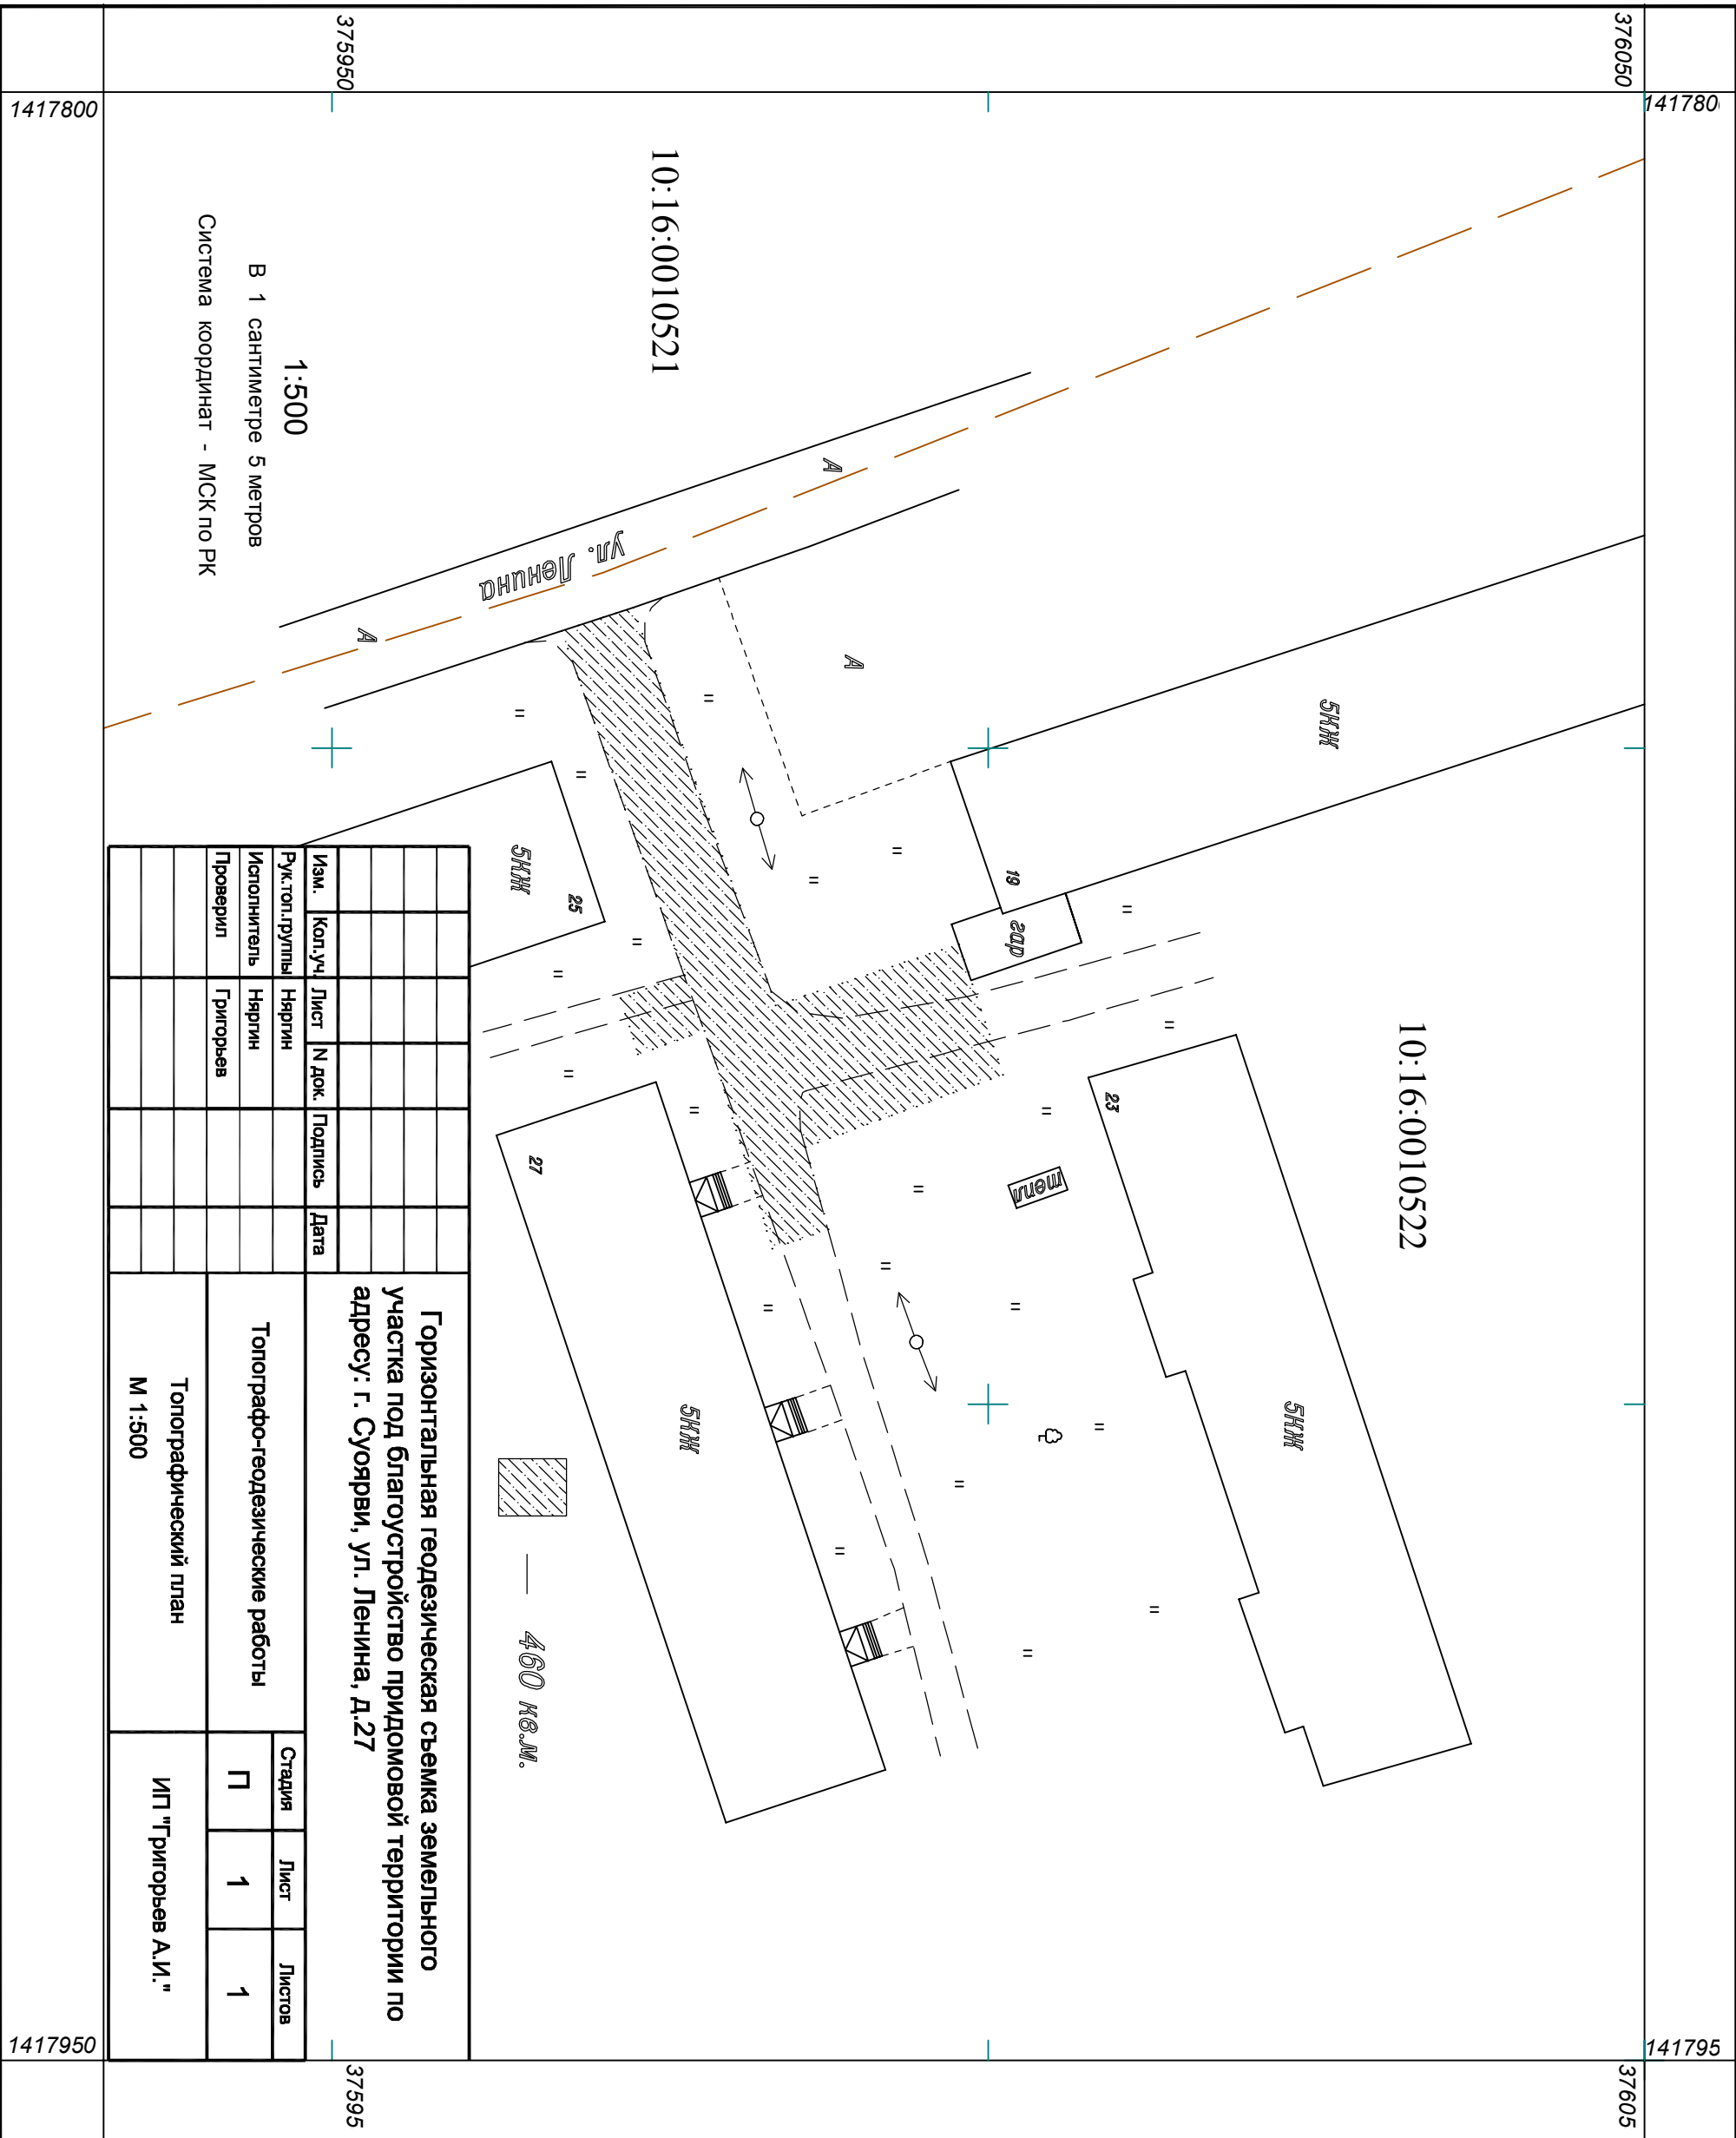 376050
1417800
375950
141780
10:16:0010521
10:16:0010522
5КЖ
А
А
А
ул. Ленина
19
гар
23
тепл
5КЖ
5КЖ
25
27
5КЖ
1:500
В 1 сантиметре 5 метров
Система координат - МСК по РК
— 460 кв.м.
Горизонтальная геодезическая съемка земельного
участка под благоустройство придомовой территории по
адресу: г. Суоярви, ул. Ленина, д.27
Изм. Кол.уч. Лист N док. Подпись Дата
Рук.топ.группы Няргин
Исполнитель Няргин
Проверил Григорьев
Топографо-геодезические работы
Стадия Лист Листов
П 1 1
Топографический план
М 1:500
ИП "Григорьев А.И."
1417950
37595
141795
37605